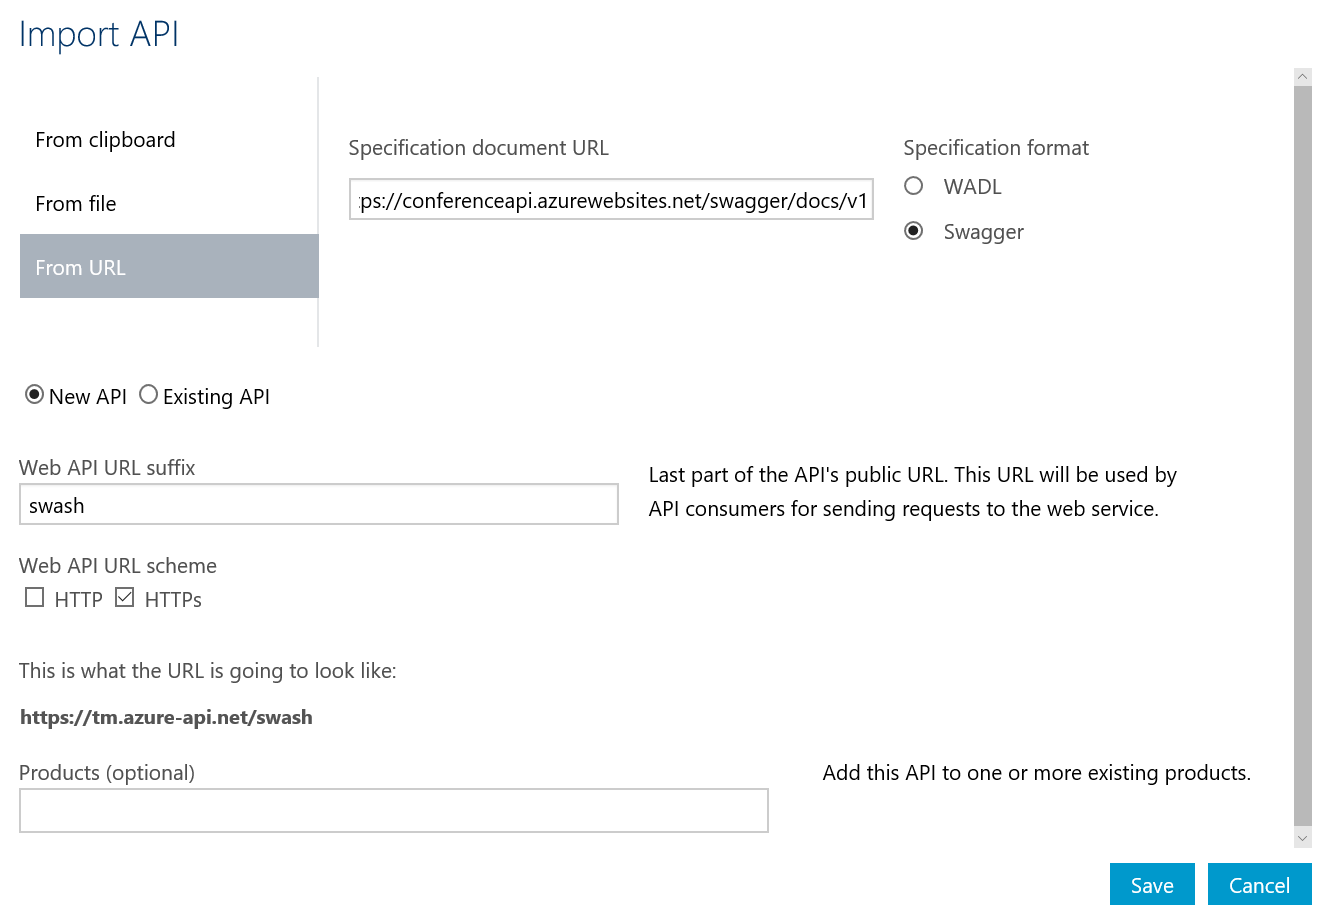 Import API
From clipboard
From file
From URL
Specification document URL
tps://conferenceapi.azurewebsites.net/swagger/docs/v1
Specification format
WADL
Swagger
New API Existing API
Web API URL suffix
swash
Last part of the API's public URL. This URL will be used by
API consumers for sending requests to the web service.
Web API URL scheme
HTTP HTTPs
This is what the URL is going to look like:
https://tm.azure-api.net/swash
Products (optional)
Add this API to one or more existing products.
Save Cancel